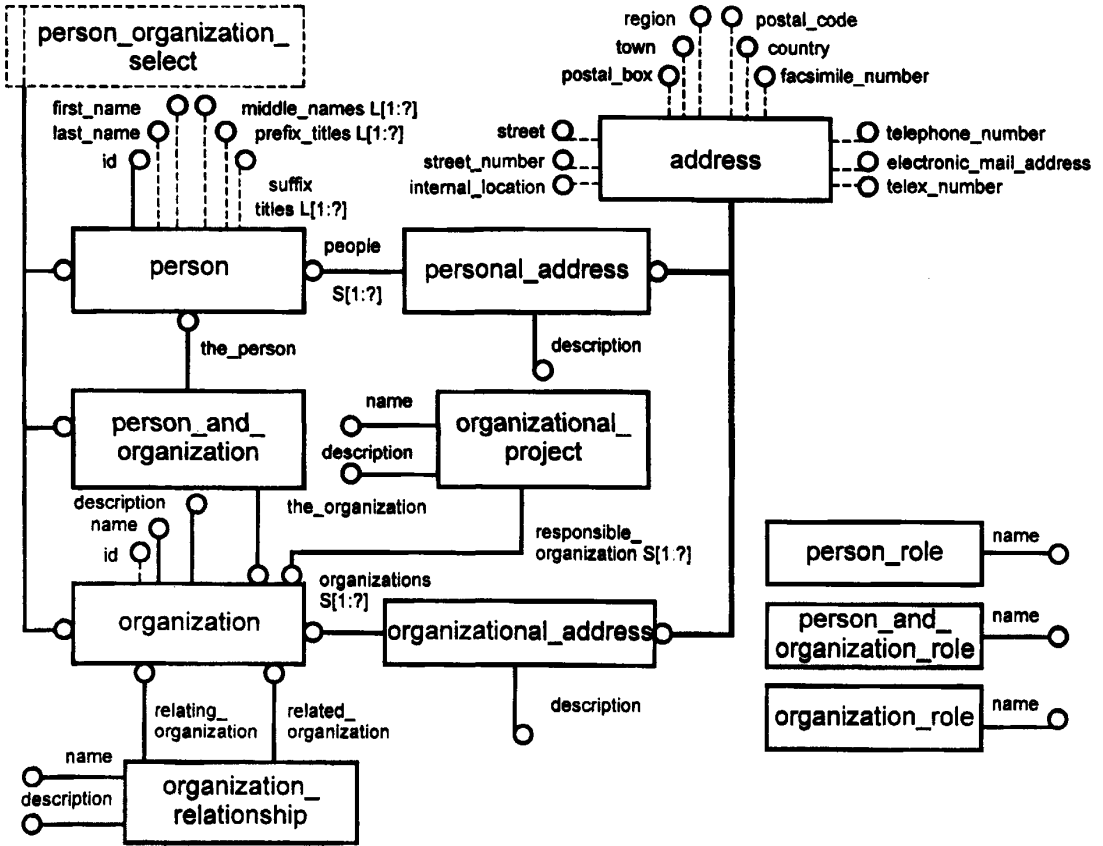 person_organization_
select
region
postal_code
town
country
postal_box
facsimile_number
first_name
middle_names L[1:?]
last_name
prefix_titles L[1:?]
id
suffix
titles L[1:?]
street
street_number
internal_location
address
telephone_number
electronic_mail_address
telex_number
person
people
S[1:?]
personal_address
the_person
description
person_and_
organization
name
description
organizational_
project
description
name
id
the_organization
responsible_
organization S[1:?]
organizations
S[1:?]
organization
organizational_address
person_role
name
person_and_
organization_role
name
organization_role
name
relating_
organization
related_
organization
description
name
description
organization_
relationship